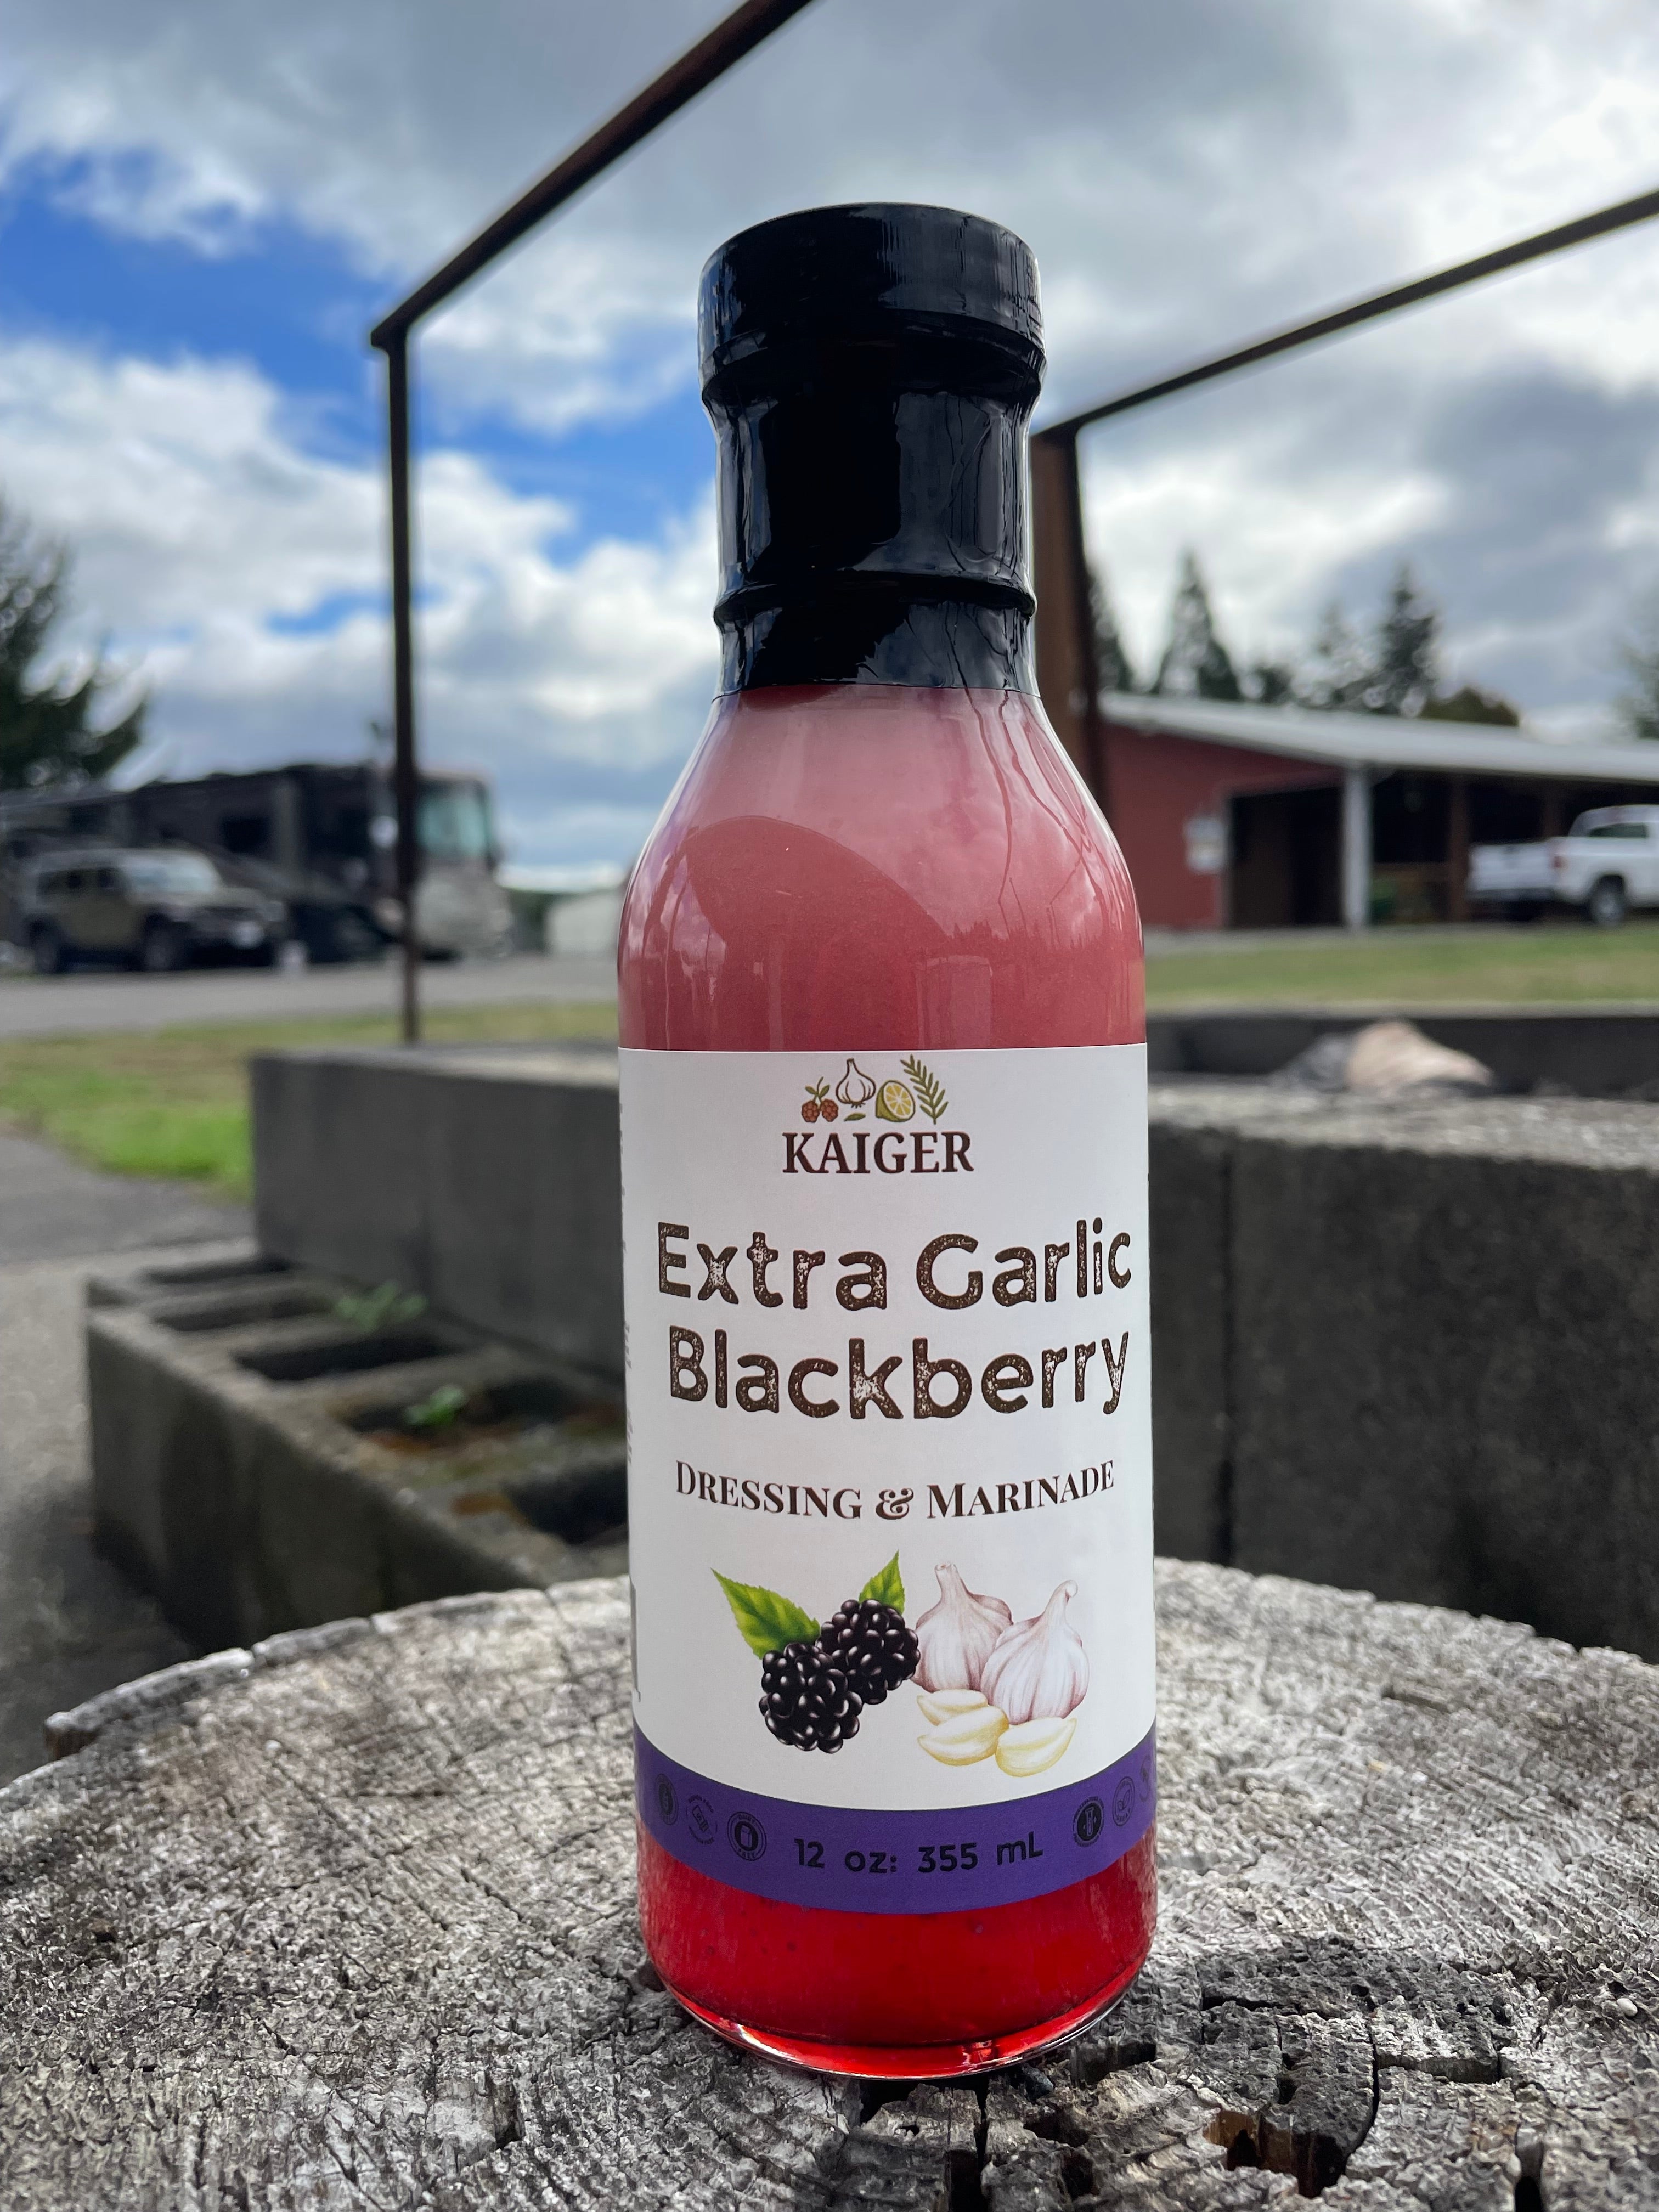 KAIGER
Extra Garlic
Blackberry
DRESSING & MARINADE
12 oz: 355 mL